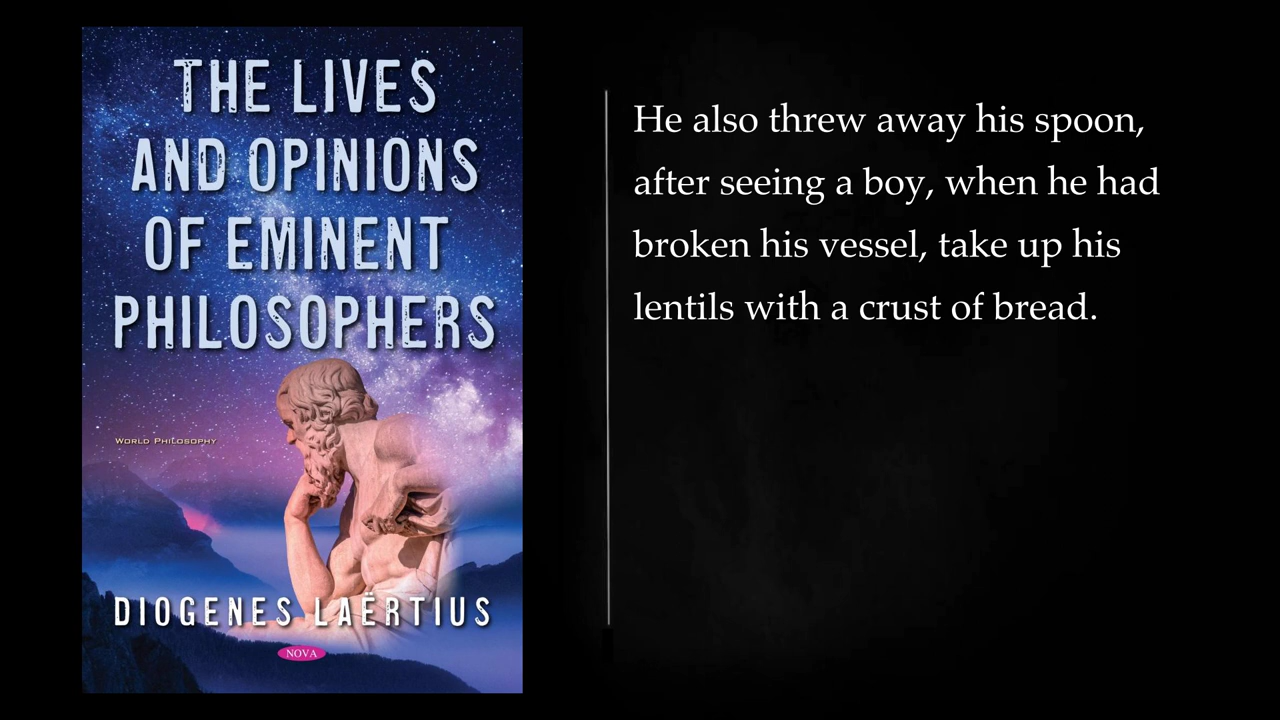 THE LIVES
AND OPINIONS
OF EMINENT
PHILOSOPHERS
WORLD PHILOSOPHY
DIOGENES LAËRTIUS
NOVA
He also threw away his spoon,
after seeing a boy, when he had
broken his vessel, take up his
lentils with a crust of bread.